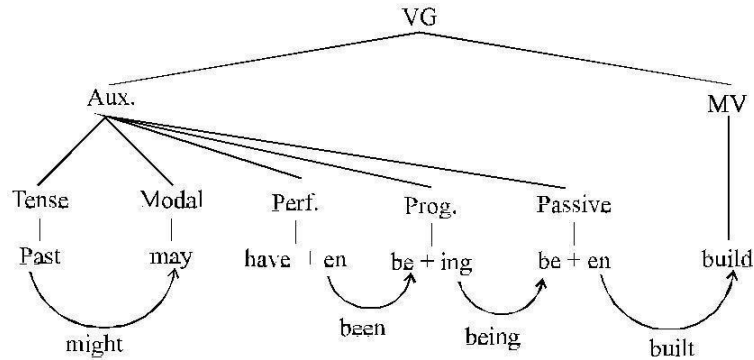 VG
Aux. MV
Tense Modal Perf. Prog. Passive
Past may have + en be + ing be + en build
might been being built